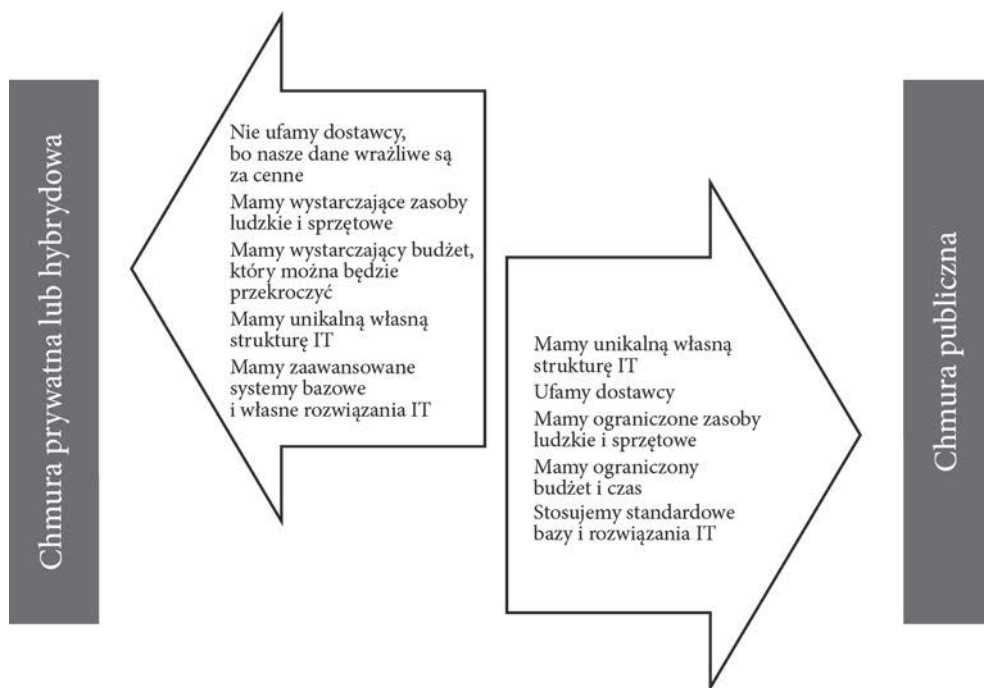 Chmura prywatna lub hybrydowa
Nie ufamy dostawcy,
bo nasze dane wrażliwe są
za cenne
Mamy wystarczające zasoby
ludzkie i sprzętowe
Mamy wystarczający budżet,
który można będzie
przekroczyć
Mamy unikalną własną
strukturę IT
Mamy zaawansowane
systemy bazowe
i własne rozwiązania IT
Mamy unikalną własną
strukturę IT
Ufamy dostawcy
Mamy ograniczone zasoby
ludzkie i sprzętowe
Mamy ograniczony
budżet i czas
Stosujemy standardowe
bazy i rozwiązania IT
Chmura publiczna